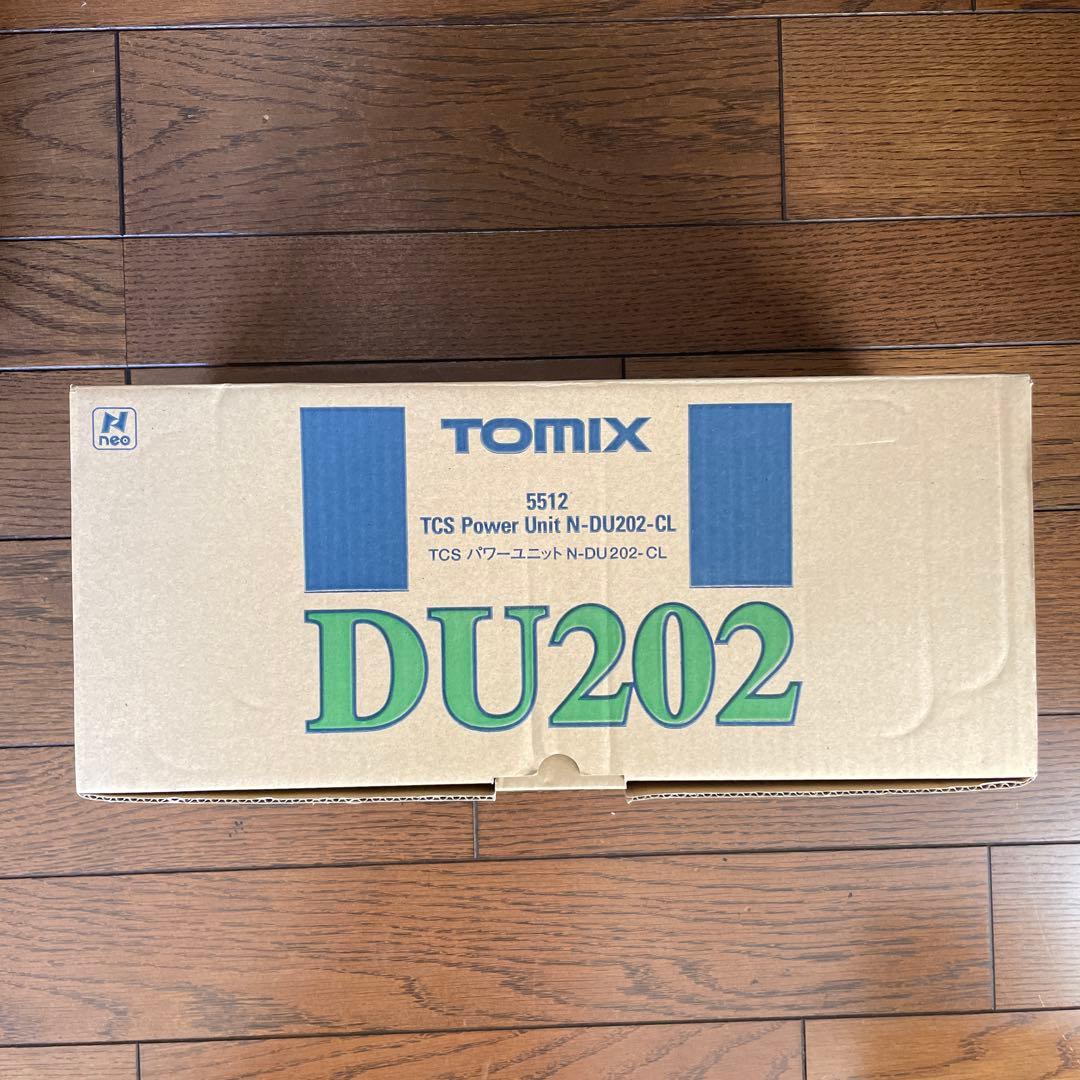 N
neo
TOMIX
5512
TCS Power Unit N-DU202-CL
TCS パワーユニット N-DU202-CL
DU202